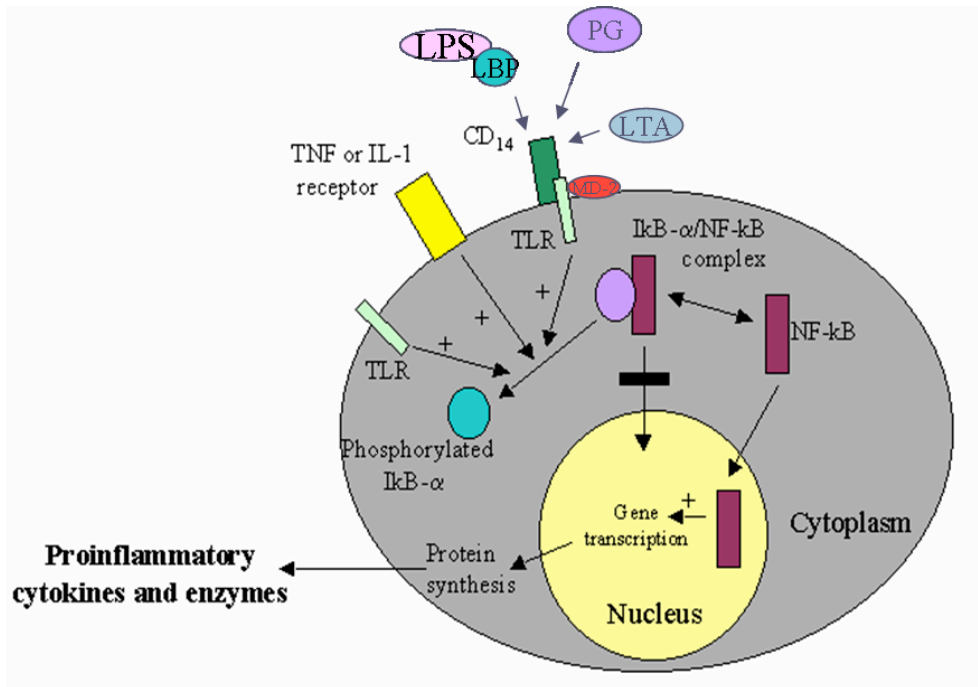 LPS
LBP
PG
LTA
CD14
TNF or IL-1
receptor
MD-2
TLR
IkB-α/NF-kB
complex
NF-kB
TLR
+
+
+
Phosphorylated
IkB-α
Gene
transcription
+
Cytoplasm
Protein
synthesis
Proinflammatory
cytokines and enzymes
Nucleus